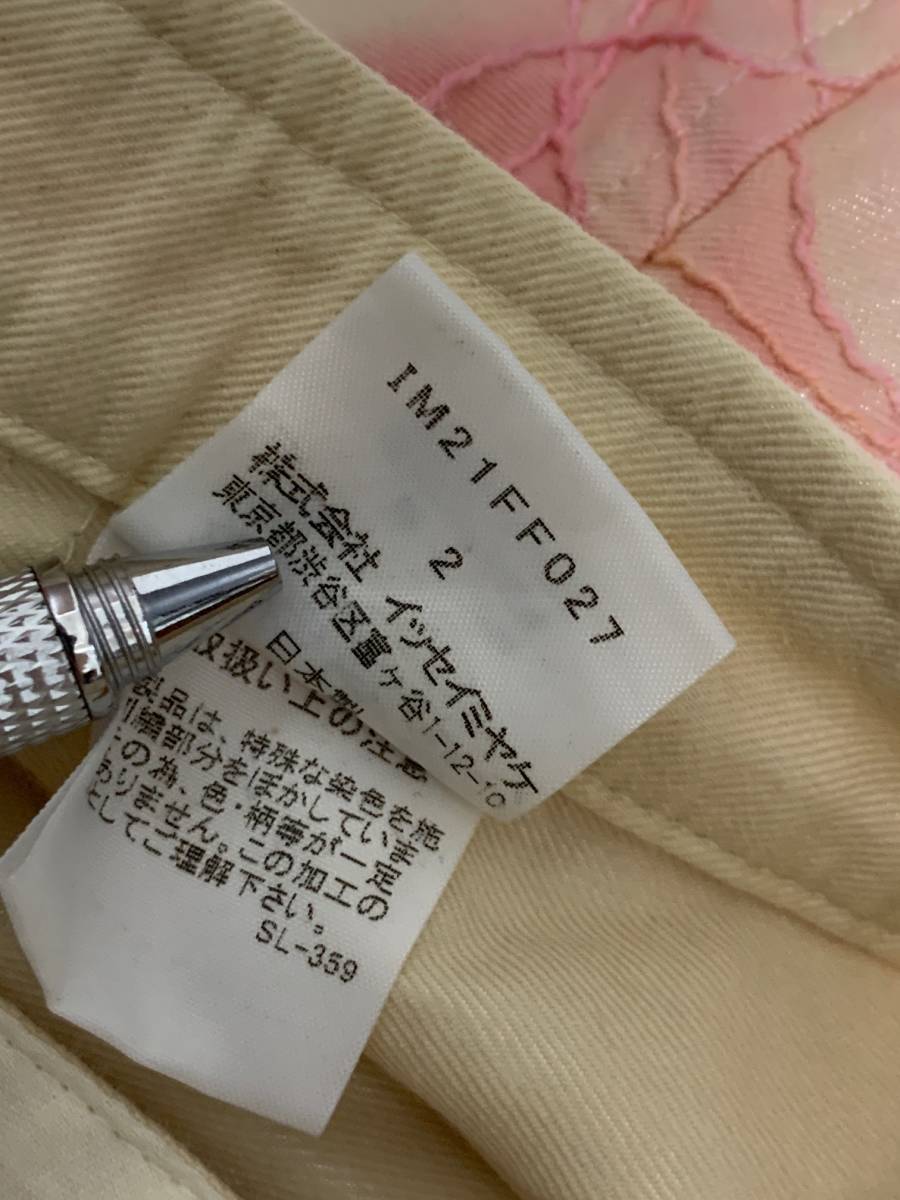 IM21FF027
2
株式会社 イッセイミヤケ
東京都渋谷区富ヶ谷1-12-10
日本製
取扱い上の注意
製品は、特殊な染色を施
繍部分をぼかしていま
の為、色・柄等が一定
ありません。この加工の
としてご理解下さい。
SL-359